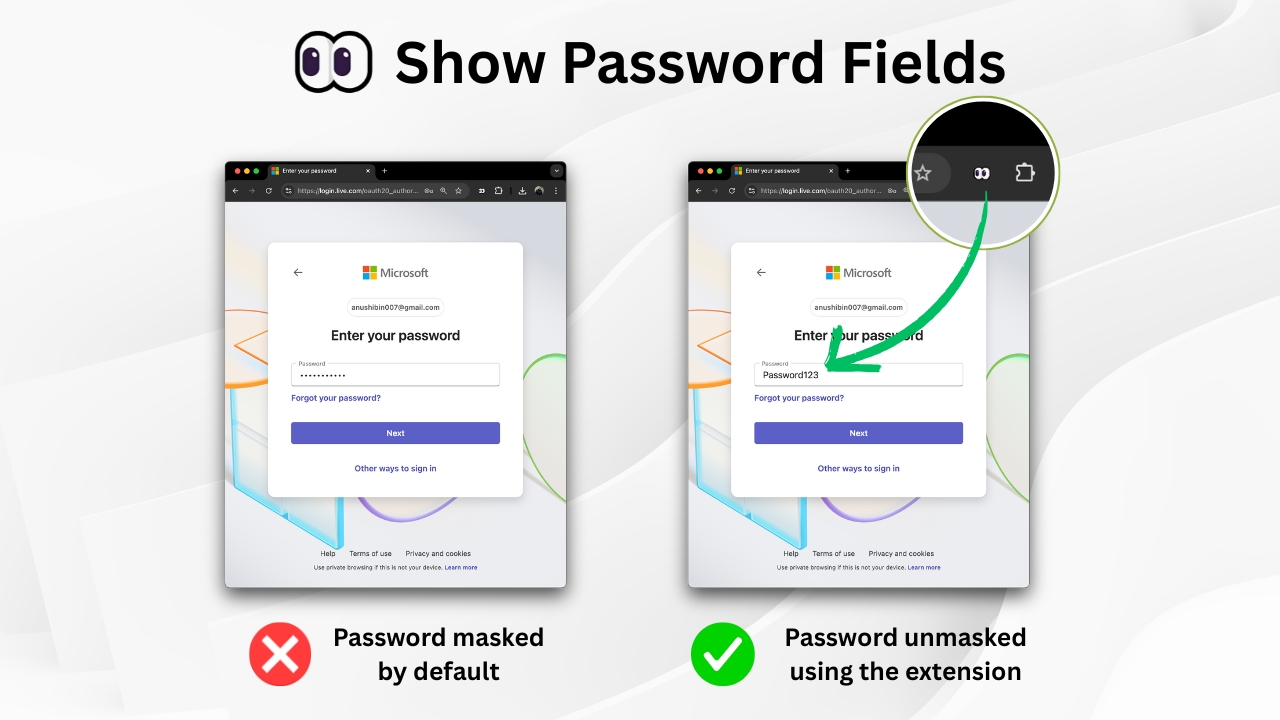 Show Password Fields
Enter your password
https://login.live.com/oauth20_author...
Microsoft
anushibin007@gmail.com
Enter your password
Password
•••••••••••
Forgot your password?
Next
Other ways to sign in
Help Terms of use Privacy and cookies
Use private browsing if this is not your device. Learn more
Password masked
by default
Enter your password
https://login.live.com/oauth20_author...
Microsoft
anushibin007@gmail.com
Enter your password
Password
Password123
Forgot your password?
Next
Other ways to sign in
Help Terms of use Privacy and cookies
Use private browsing if this is not your device. Learn more
Password unmasked
using the extension